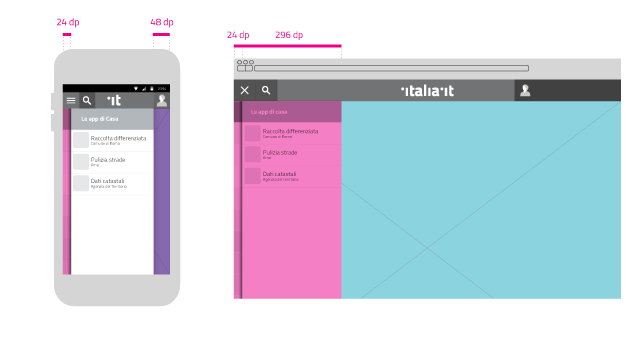 24 dp
48 dp
24 dp
296 dp
·it
·italia·it
La app di Casa
Raccolta differenziata
Comune di Roma
Pulizia strade
Ama
Dati catastali
Agenzia del Territorio
La app di casa
Raccolta differenziata
Comune di Roma
Pulizia strade
Ama
Dati catastali
Agenzia del Territorio